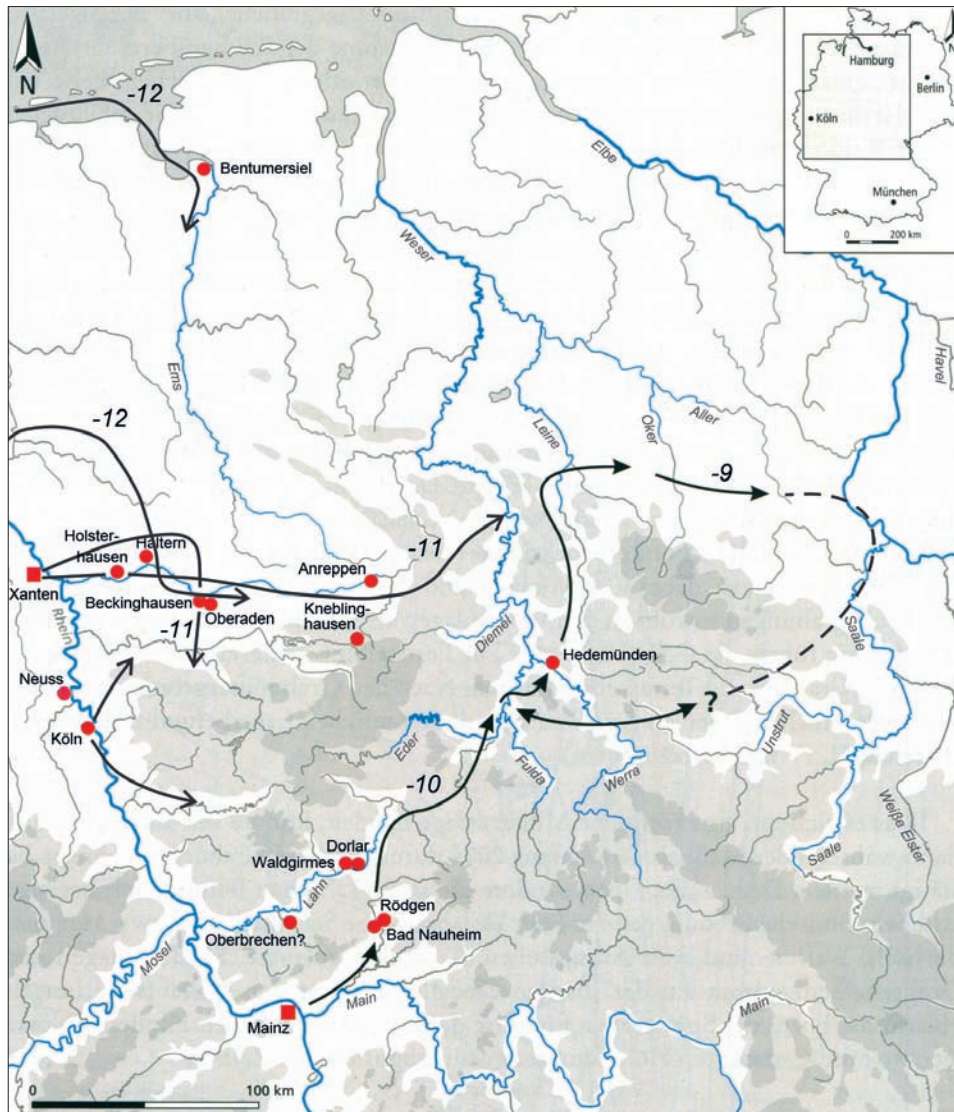 N
-12
Bentumersiel
Elbe
Weser
N
Hamburg
Berlin
Köln
München
0 200 km
Ems
Havel
Aller
Leine
Oker
-12
-9
-11
Holster-
hausen
Haltern
Xanten
Anreppen
Beckinghausen
Oberaden
Knebling-
hausen
Rhein
-11
Diemel
Saale
Hedemünden
Neuss
Köln
?
Unstrut
Eder
Fulda
Werra
-10
Weiße Elster
Saale
Dorlar
Waldgirmes
Lahn
Rödgen
Bad Nauheim
Oberbrechen?
Mosel
Main
Main
Mainz
0 100 km